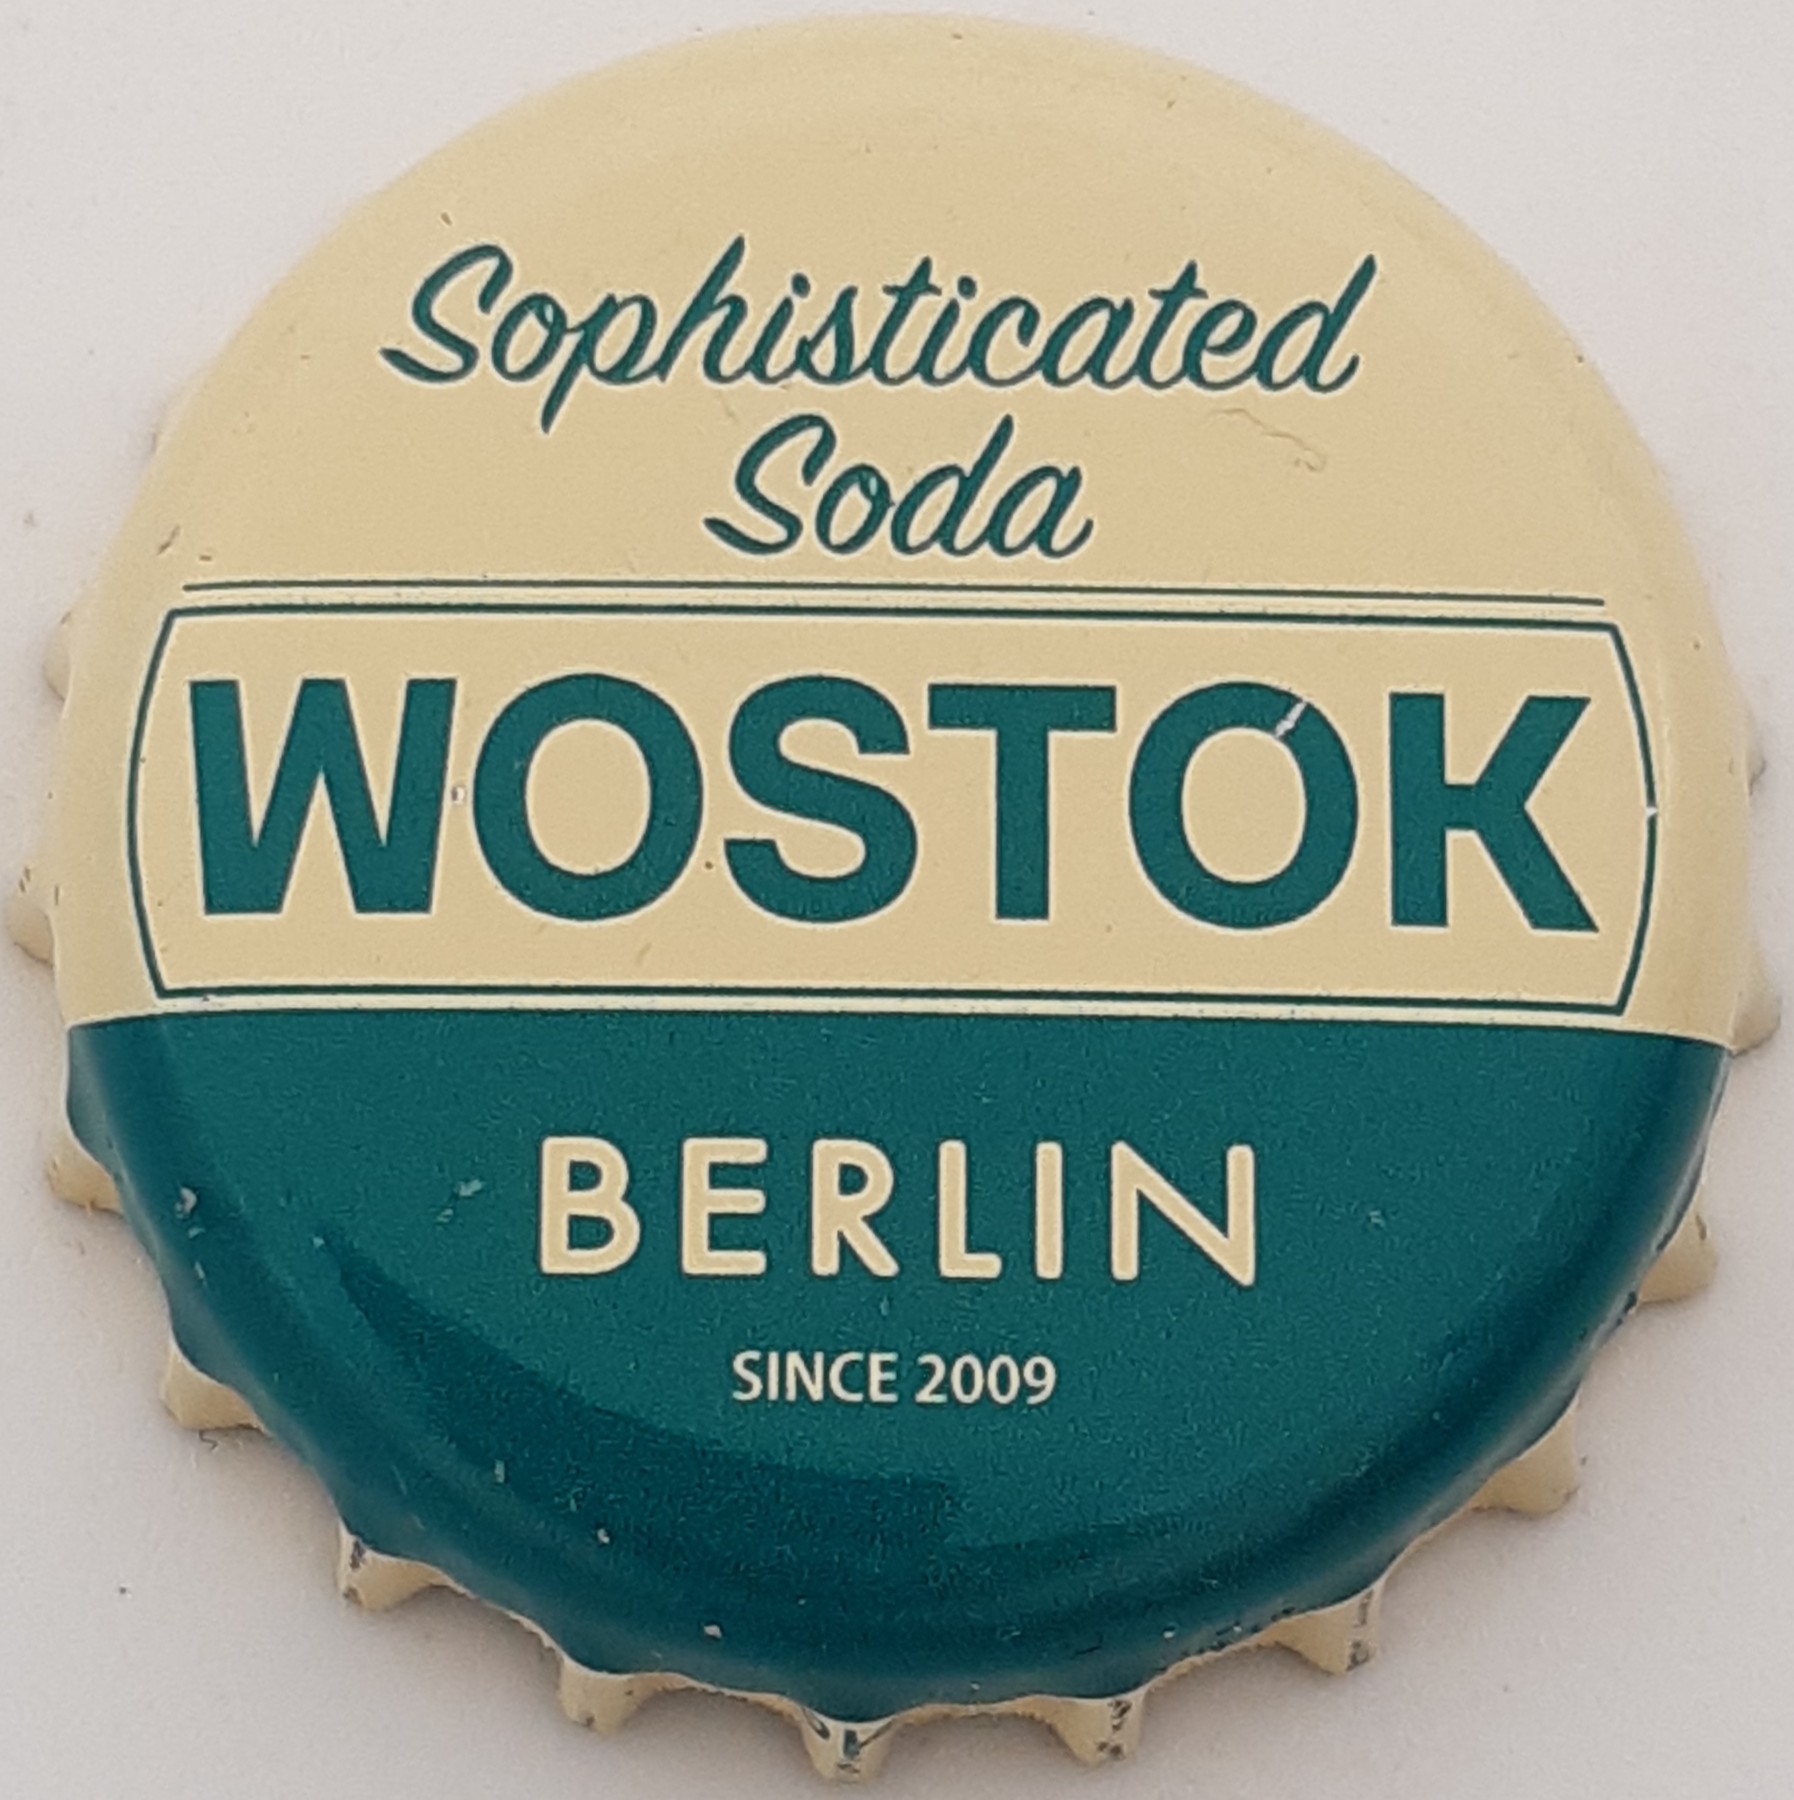 Sophisticated
Soda
WOSTOK
BERLIN
SINCE 2009